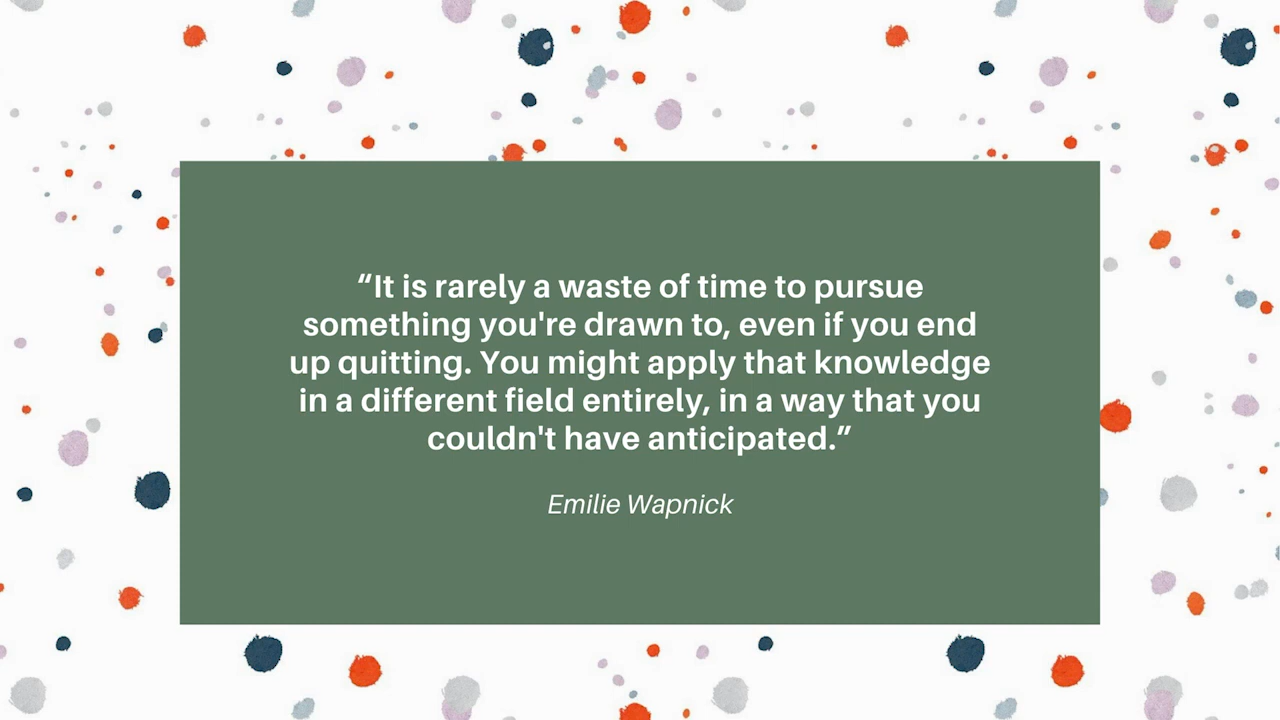 “It is rarely a waste of time to pursue
something you're drawn to, even if you end
up quitting. You might apply that knowledge
in a different field entirely, in a way that you
couldn't have anticipated.”
Emilie Wapnick